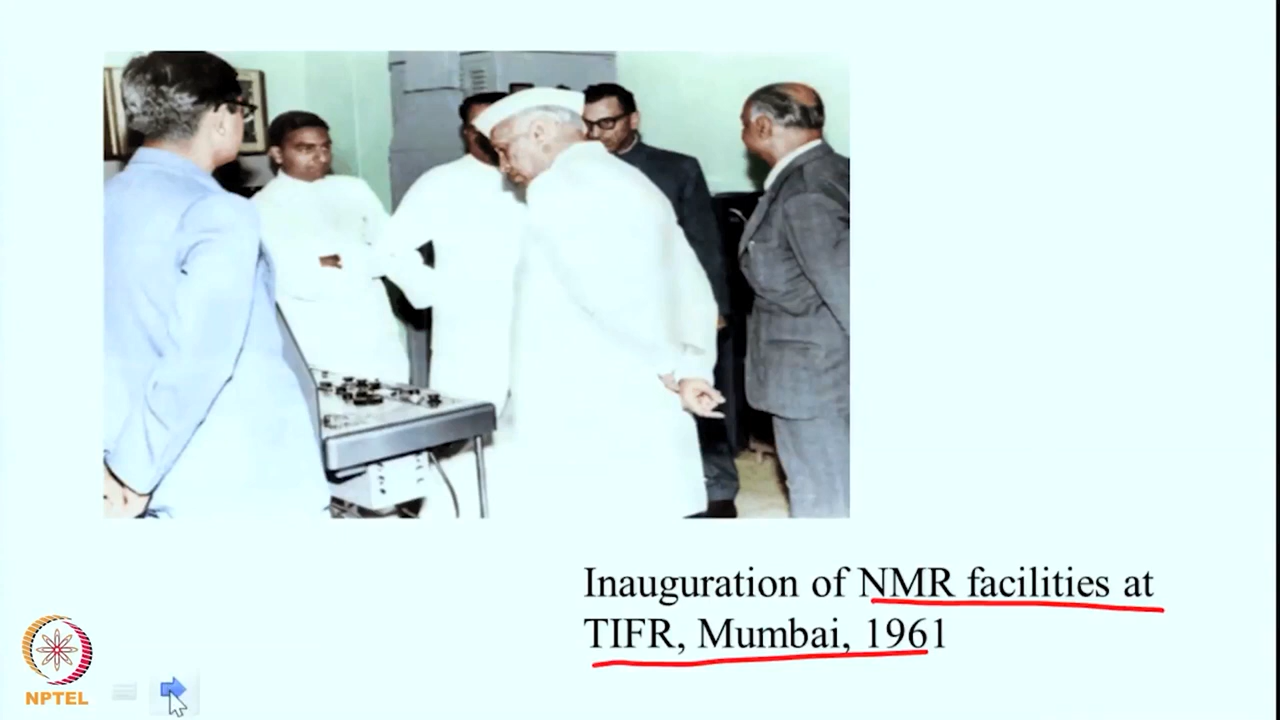 Inauguration of NMR facilities at
TIFR, Mumbai, 1961
NPTEL